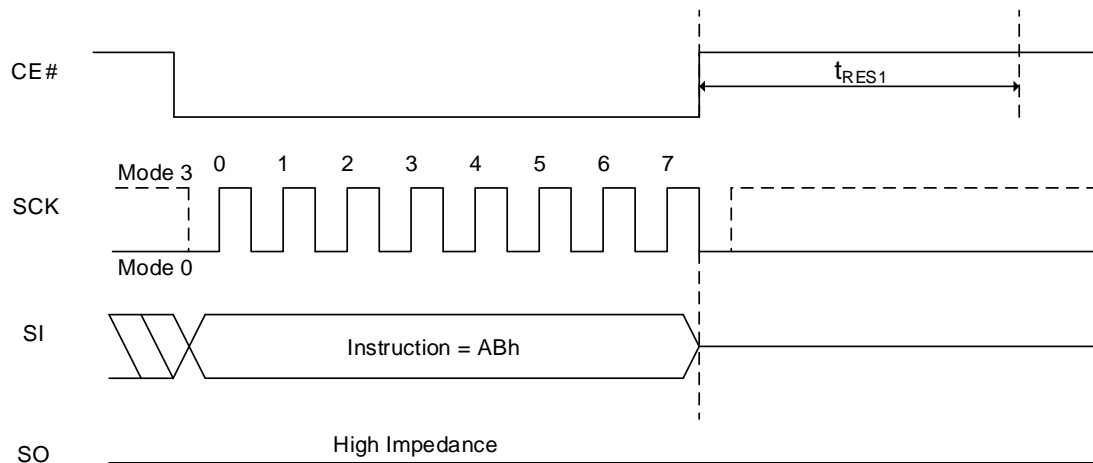 CE#
tRES1
Mode 3
0 1 2 3 4 5 6 7
SCK
Mode 0
SI
Instruction = ABh
High Impedance
SO